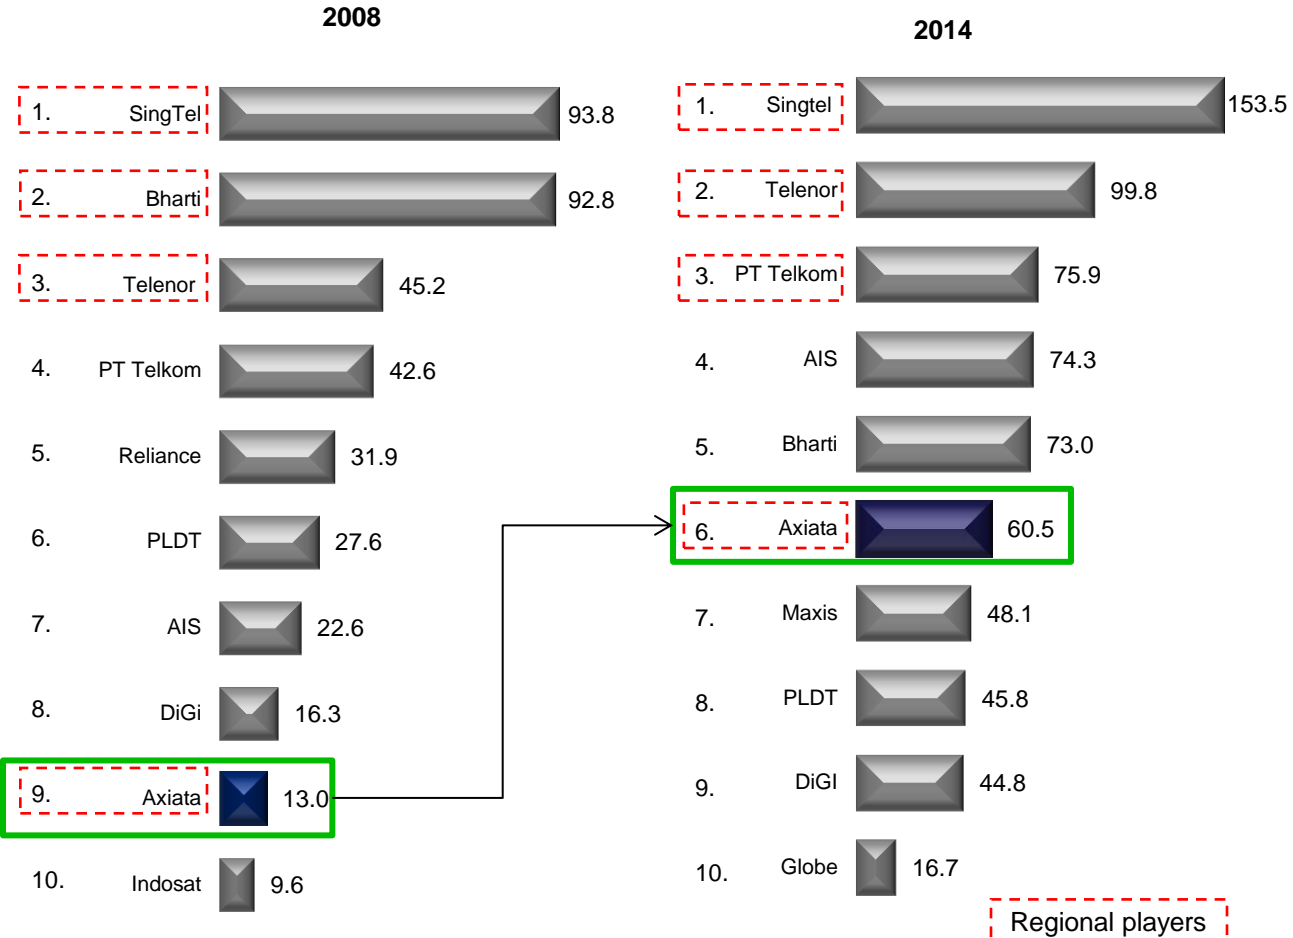 2008
1. SingTel 93.8
2. Bharti 92.8
3. Telenor 45.2
4. PT Telkom 42.6
5. Reliance 31.9
6. PLDT 27.6
7. AIS 22.6
8. DiGi 16.3
9. Axiata 13.0
10. Indosat 9.6
2014
1. Singtel 153.5
2. Telenor 99.8
3. PT Telkom 75.9
4. AIS 74.3
5. Bharti 73.0
6. Axiata 60.5
7. Maxis 48.1
8. PLDT 45.8
9. DiGI 44.8
10. Globe 16.7
Regional players